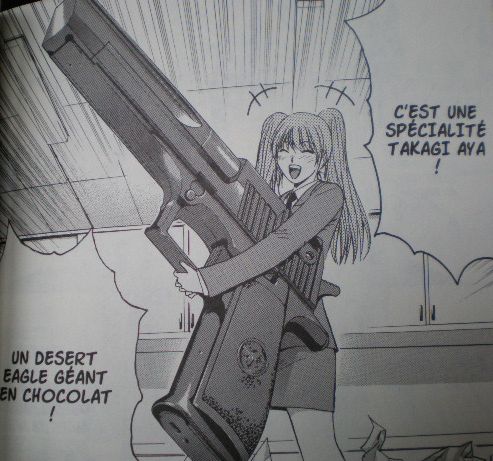 C'EST UNE
SPÉCIALITÉ
TAKAGI AYA
!
UN DESERT
EAGLE GÉANT
EN CHOCOLAT
!